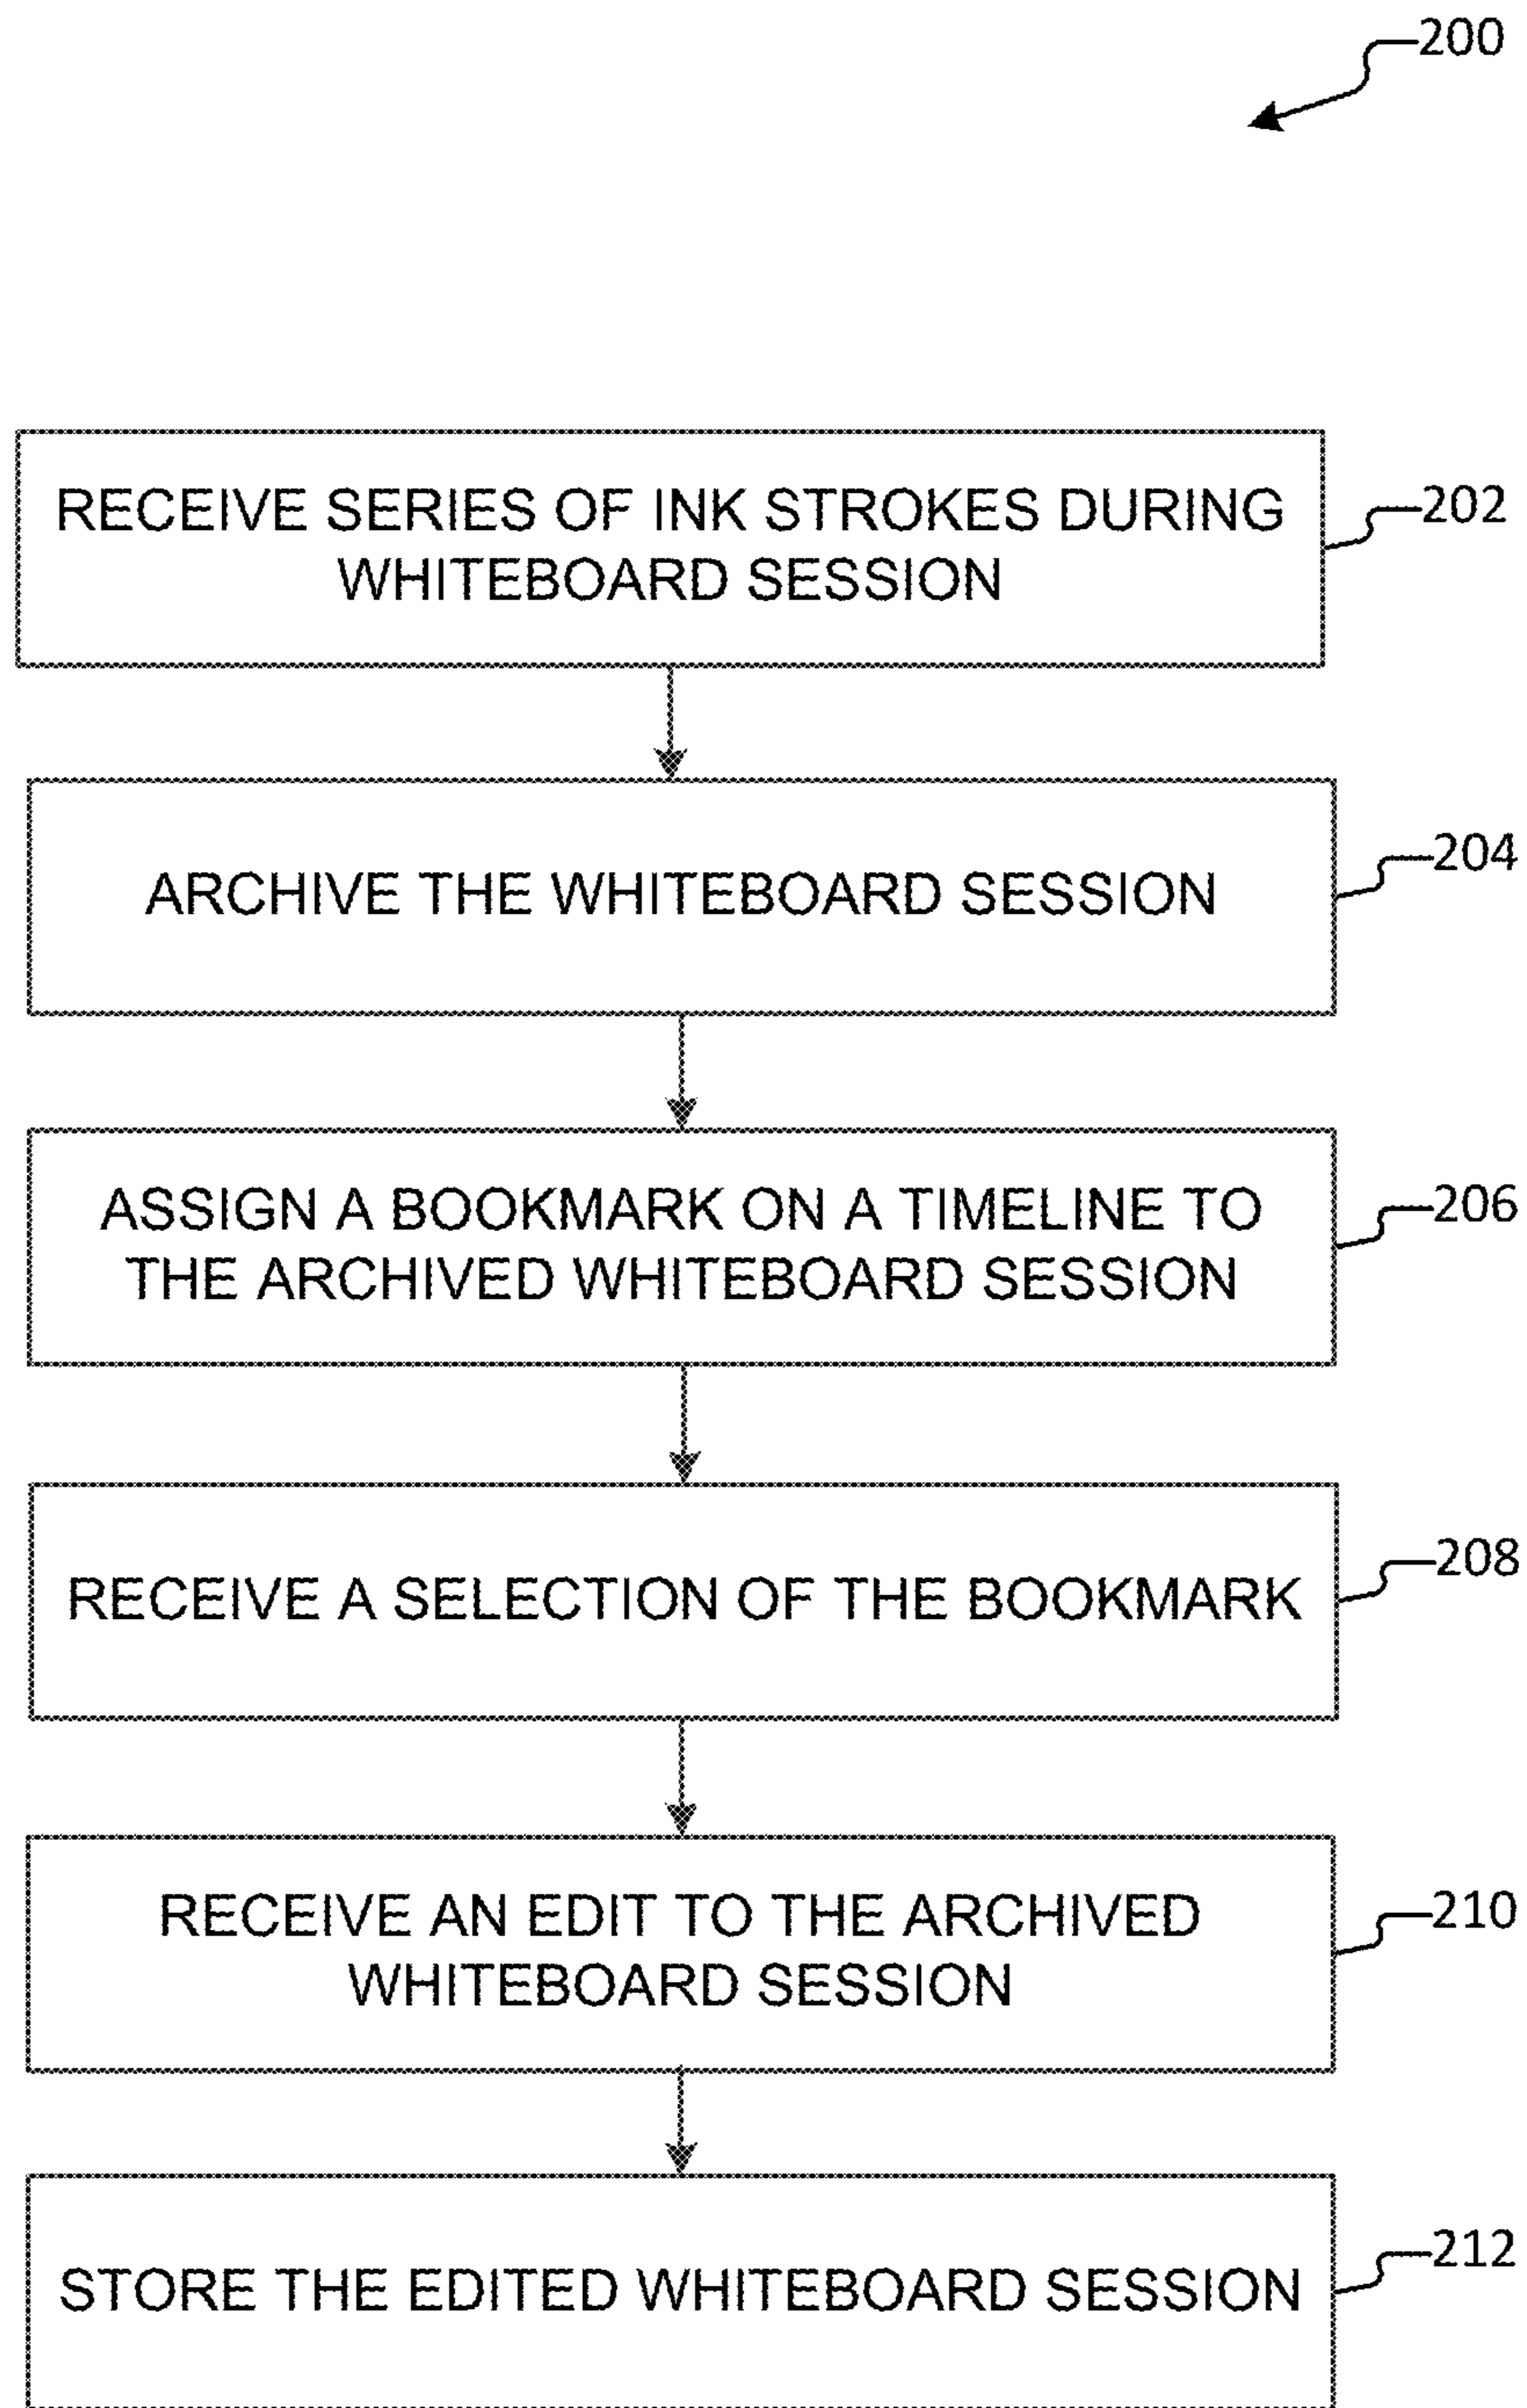 200
RECEIVE SERIES OF INK STROKES DURING
WHITEBOARD SESSION
202
ARCHIVE THE WHITEBOARD SESSION
204
ASSIGN A BOOKMARK ON A TIMELINE TO
THE ARCHIVED WHITEBOARD SESSION
206
RECEIVE A SELECTION OF THE BOOKMARK
208
RECEIVE AN EDIT TO THE ARCHIVED
WHITEBOARD SESSION
210
STORE THE EDITED WHITEBOARD SESSION
212